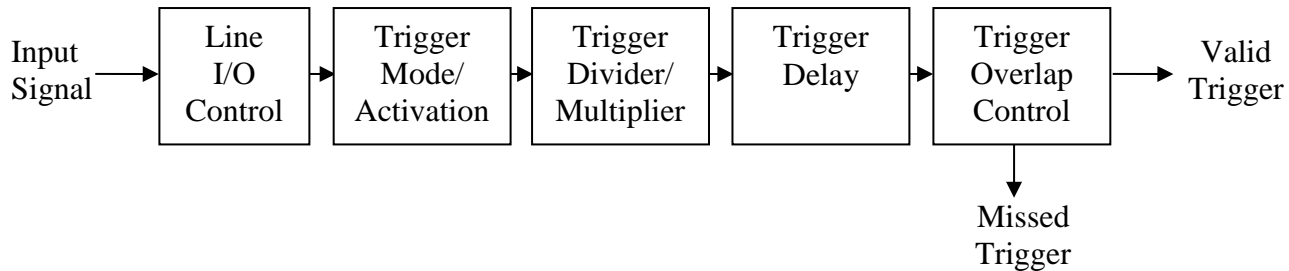 Input
Signal
Line
I/O
Control
Trigger
Mode/
Activation
Trigger
Divider/
Multiplier
Trigger
Delay
Trigger
Overlap
Control
Valid
Trigger
Missed
Trigger